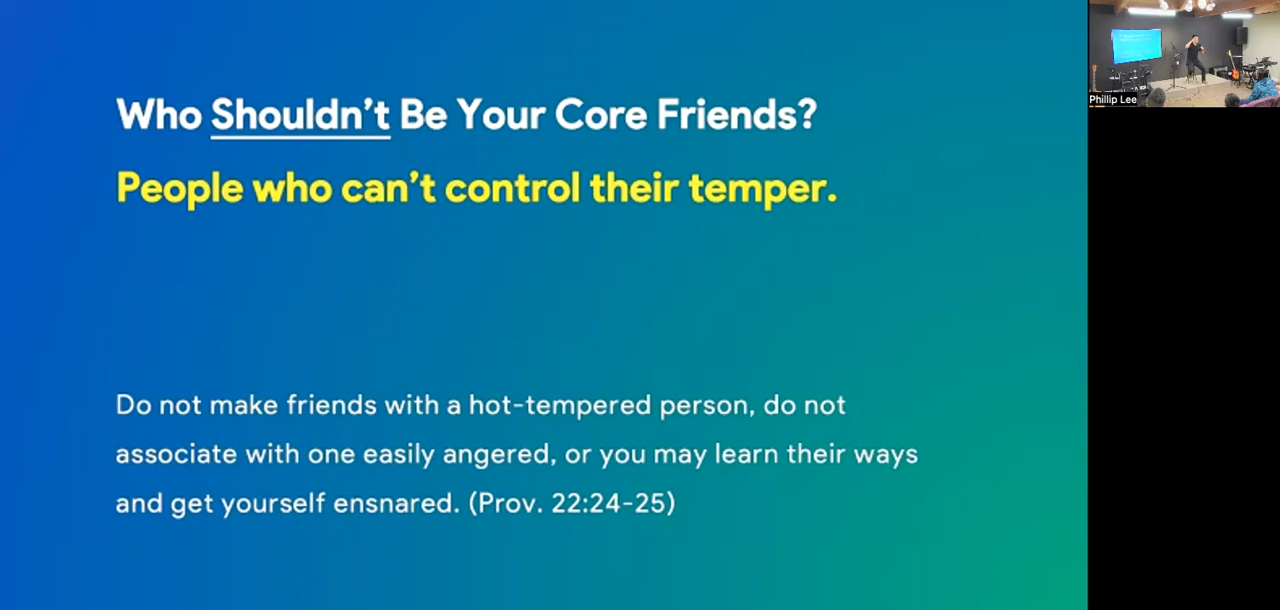 Who Shouldn’t Be Your Core Friends?
People who can’t control their temper.
Do not make friends with a hot-tempered person, do not
associate with one easily angered, or you may learn their ways
and get yourself ensnared. (Prov. 22:24-25)
Phillip Lee